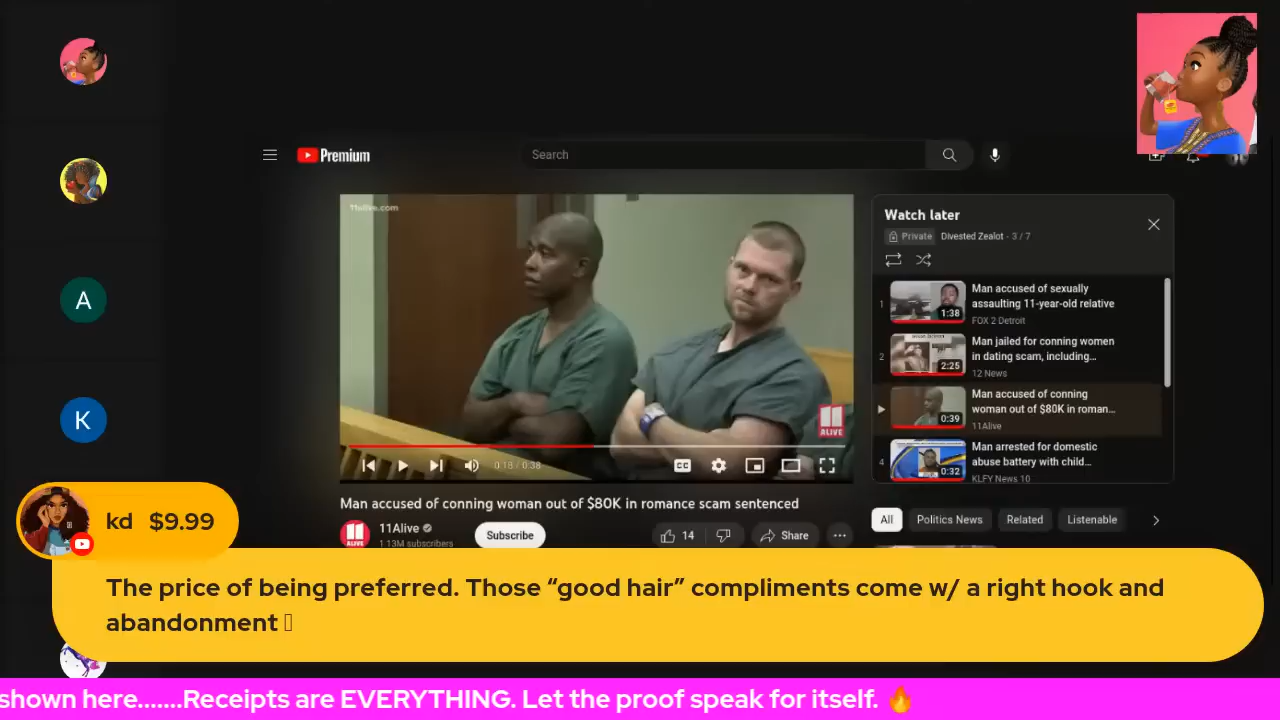 Premium
Search
11alive.com
11
ALIVE
0:18 / 0:38
CC
Man accused of conning woman out of $80K in romance scam sentenced
11Alive
1.13M subscribers
Subscribe
14
Share
Watch later
Private
Divested Zealot - 3 / 7
1
1:38
Man accused of sexually
assaulting 11-year-old relative
FOX 2 Detroit
2
2:25
Man jailed for conning women
in dating scam, including...
12 News
0:39
Man accused of conning
woman out of $80K in roman...
11Alive
4
0:32
Man arrested for domestic
abuse battery with child...
KLFY News 10
All
Politics News
Related
Listenable
A
K
kd $9.99
The price of being preferred. Those “good hair” compliments come w/ a right hook and
abandonment
shown here.......Receipts are EVERYTHING. Let the proof speak for itself. 🔥